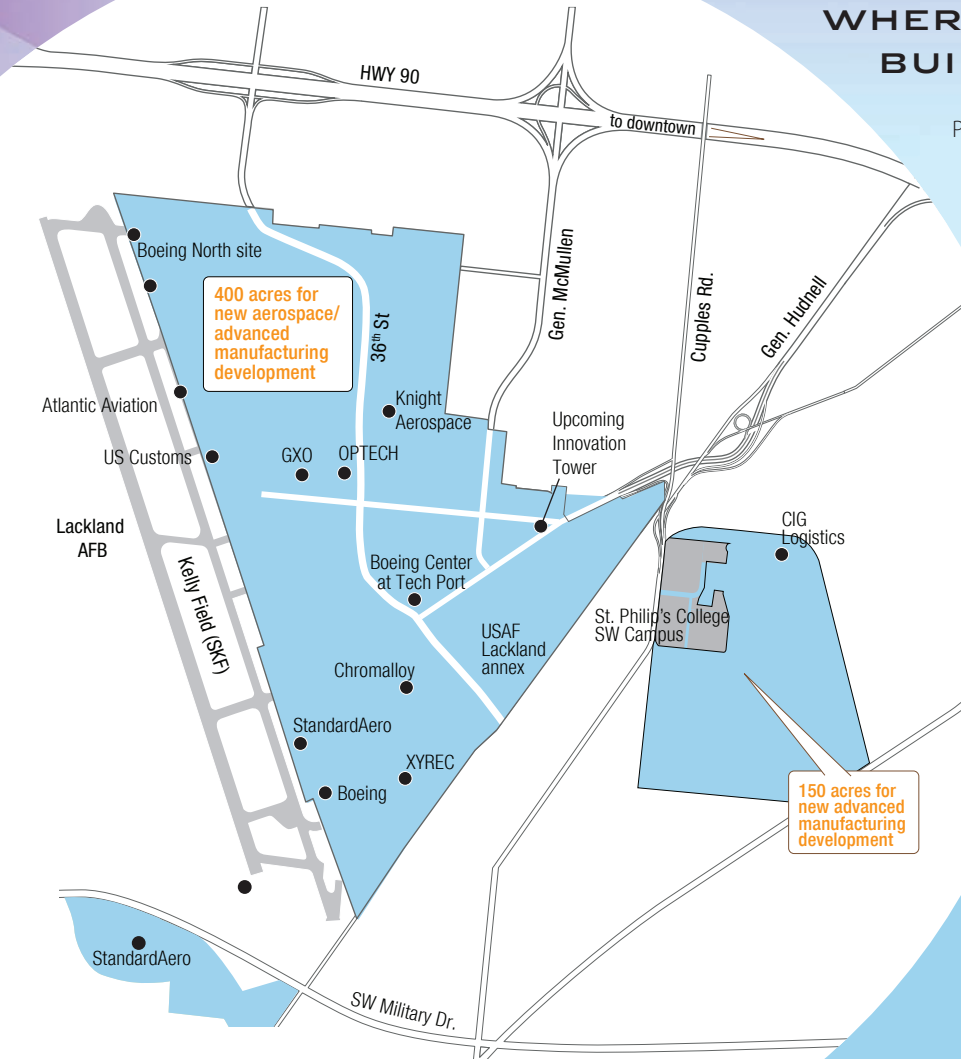 WHER
BUI
P
HWY 90
to downtown
Boeing North site
400 acres for
new aerospace/
advanced
manufacturing
development
36th St
Gen. McMullen
Cupples Rd.
Gen. Hudnell
Atlantic Aviation
Knight
Aerospace
US Customs
GXO
OPTECH
Upcoming
Innovation
Tower
Lackland
AFB
Kelly Field (SKF)
CIG
Logistics
Boeing Center
at Tech Port
St. Philip's College
SW Campus
USAF
Lackland
annex
Chromalloy
StandardAero
XYREC
Boeing
150 acres for
new advanced
manufacturing
development
StandardAero
SW Military Dr.